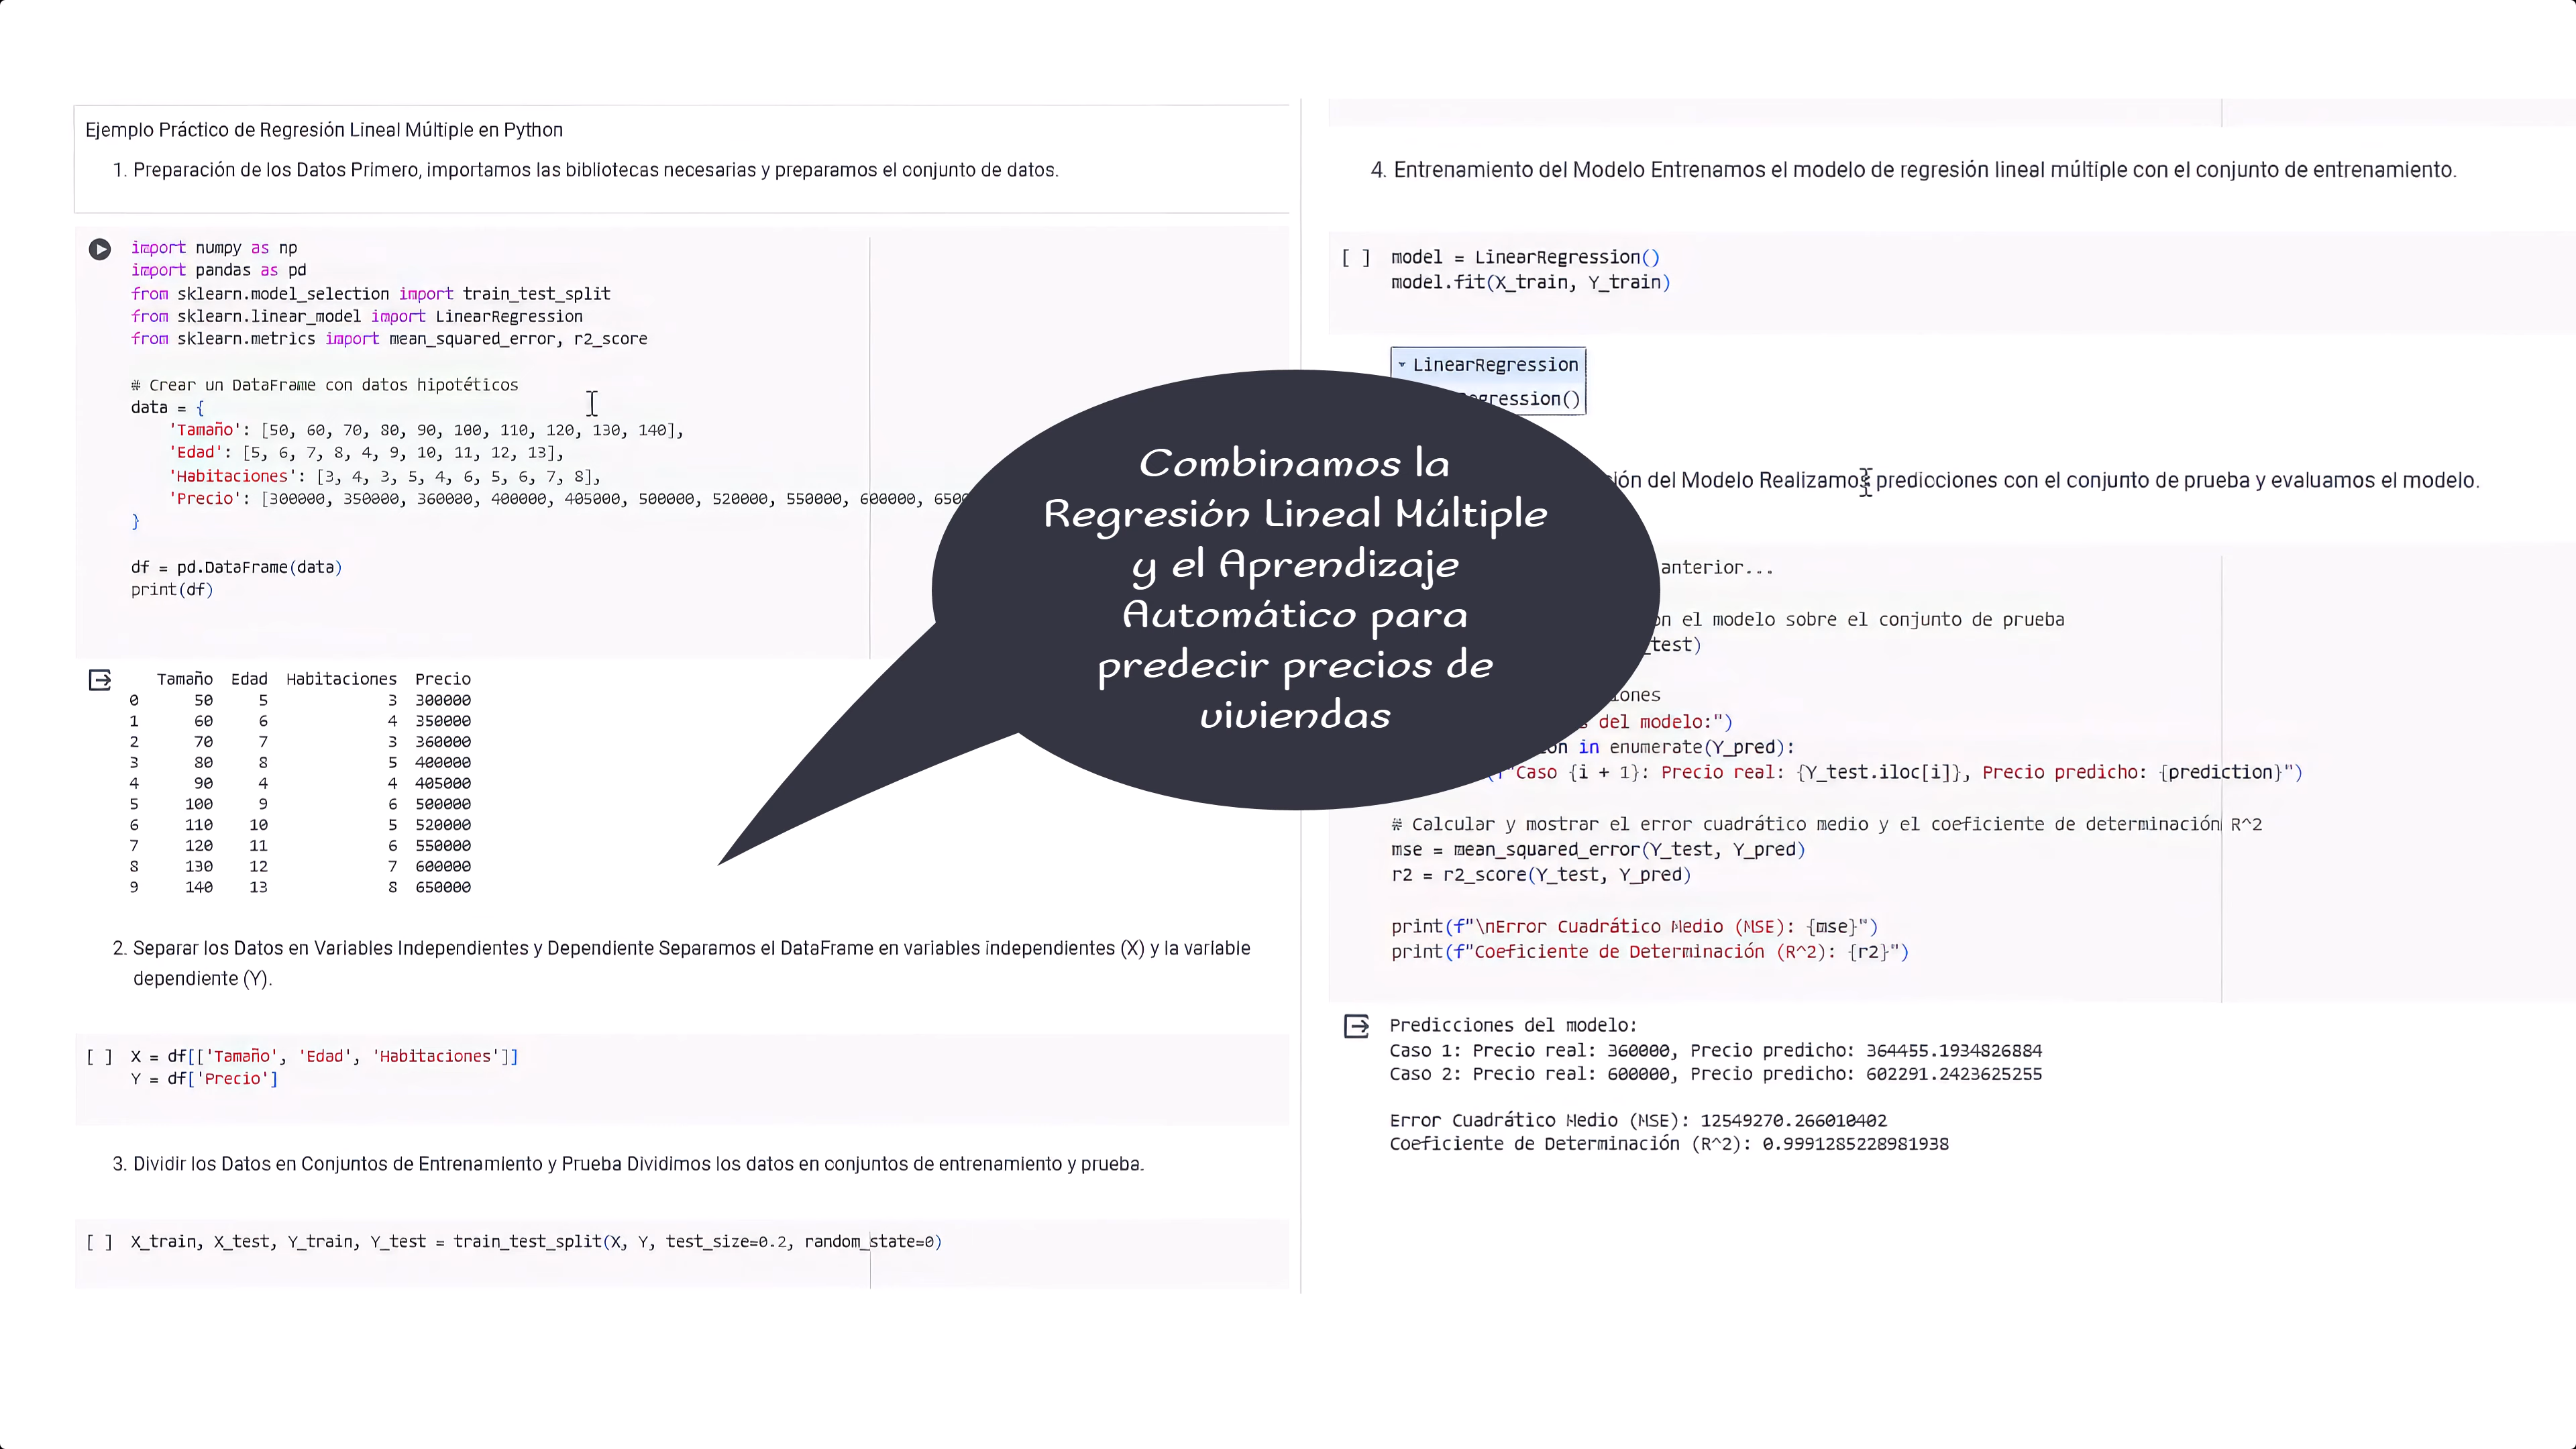 Ejemplo Práctico de Regresión Lineal Múltiple en Python
1. Preparación de los Datos Primero, importamos las bibliotecas necesarias y preparamos el conjunto de datos.
import numpy as np
import pandas as pd
from sklearn.model_selection import train_test_split
from sklearn.linear_model import LinearRegression
from sklearn.metrics import mean_squared_error, r2_score
# Crear un DataFrame con datos hipotéticos
data = {
'Tamaño': [50, 60, 70, 80, 90, 100, 110, 120, 130, 140],
'Edad': [5, 6, 7, 8, 4, 9, 10, 11, 12, 13],
'Habitaciones': [3, 4, 3, 5, 4, 6, 5, 6, 7, 8],
'Precio': [300000, 350000, 360000, 400000, 405000, 500000, 520000, 550000, 600000,
}
df = pd.DataFrame(data)
print(df)
Tamaño Edad Habitaciones Precio
0 50 5 3 300000
1 60 6 4 350000
2 70 7 3 360000
3 80 8 5 400000
4 90 4 4 405000
5 100 9 6 500000
6 110 10 5 520000
7 120 11 6 550000
8 130 12 7 600000
9 140 13 8 650000
2. Separar los Datos en Variables Independientes y Dependiente Separamos el DataFrame en variables independientes (X) y la variable
dependiente (Y).
[ ] X = df[['Tamaño', 'Edad', 'Habitaciones']]
Y = df['Precio']
3. Dividir los Datos en Conjuntos de Entrenamiento y Prueba Dividimos los datos en conjuntos de entrenamiento y prueba.
[ ] X_train, X_test, Y_train, Y_test = train_test_split(X, Y, test_size=0.2, random_state=0)
Combinamos la
Regresión Lineal Múltiple
y el Aprendizaje
Automático para
predecir precios de
viviendas
4. Entrenamiento del Modelo Entrenamos el modelo de regresión lineal múltiple con el conjunto de entrenamiento.
[ ] model = LinearRegression()
model.fit(X_train, Y_train)
LinearRegression
del Modelo Realizamos predicciones con el conjunto de prueba y evaluamos el modelo.
anterior...
el modelo sobre el conjunto de prueba
del modelo:")
in enumerate(Y_pred):
Caso {i + 1}: Precio real: {Y_test.iloc[i]}, Precio predicho: {prediction}")
# Calcular y mostrar el error cuadrático medio y el coeficiente de determinación R^2
mse = mean_squared_error(Y_test, Y_pred)
r2 = r2_score(Y_test, Y_pred)
print(f"\nError Cuadrático Medio (MSE): {mse}")
print(f"Coeficiente de Determinación (R^2): {r2}")
Predicciones del modelo:
Caso 1: Precio real: 360000, Precio predicho: 364455.1934826884
Caso 2: Precio real: 600000, Precio predicho: 602291.2423625255
Error Cuadrático Medio (MSE): 12549270.266010402
Coeficiente de Determinación (R^2): 0.9991285228981938